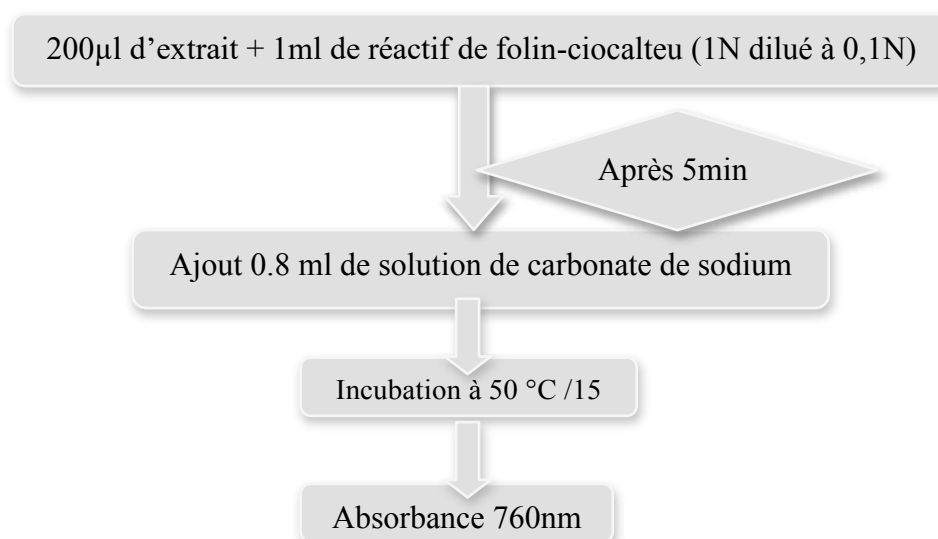 200µl d’extrait + 1ml de réactif de folin-ciocalteu (1N dilué à 0,1N)
Après 5min
Ajout 0.8 ml de solution de carbonate de sodium
Incubation à 50 °C /15
Absorbance 760nm